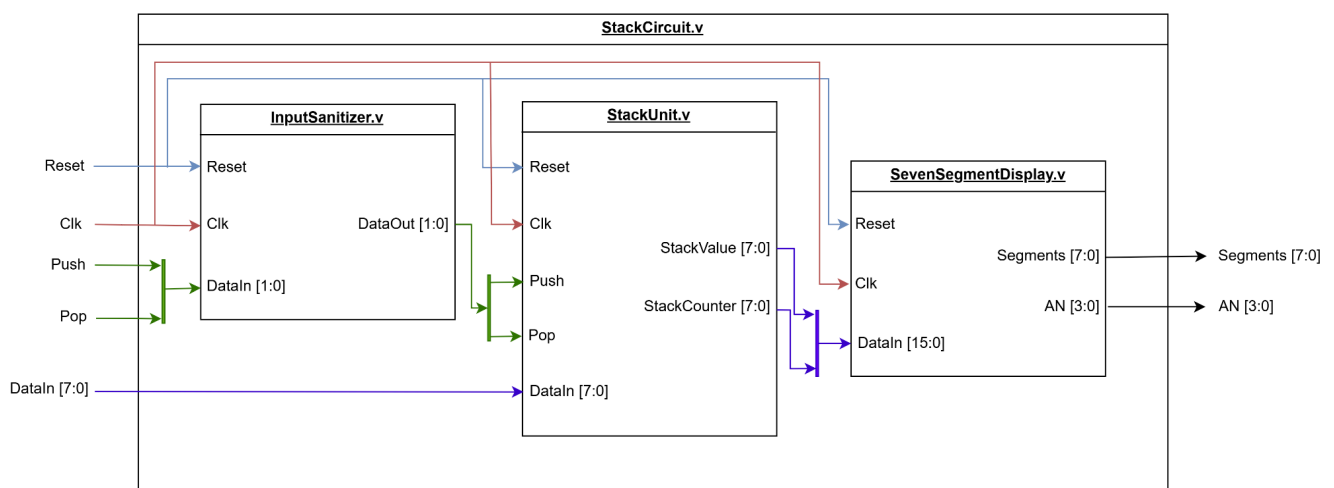 StackCircuit.v
InputSanitizer.v
StackUnit.v
SevenSegmentDisplay.v
Reset
Clk
Push
Pop
DataIn [7:0]
Reset
Clk
DataIn [1:0]
DataOut [1:0]
Reset
Clk
Push
Pop
DataIn [7:0]
StackValue [7:0]
StackCounter [7:0]
Reset
Clk
DataIn [15:0]
Segments [7:0]
AN [3:0]
Segments [7:0]
AN [3:0]